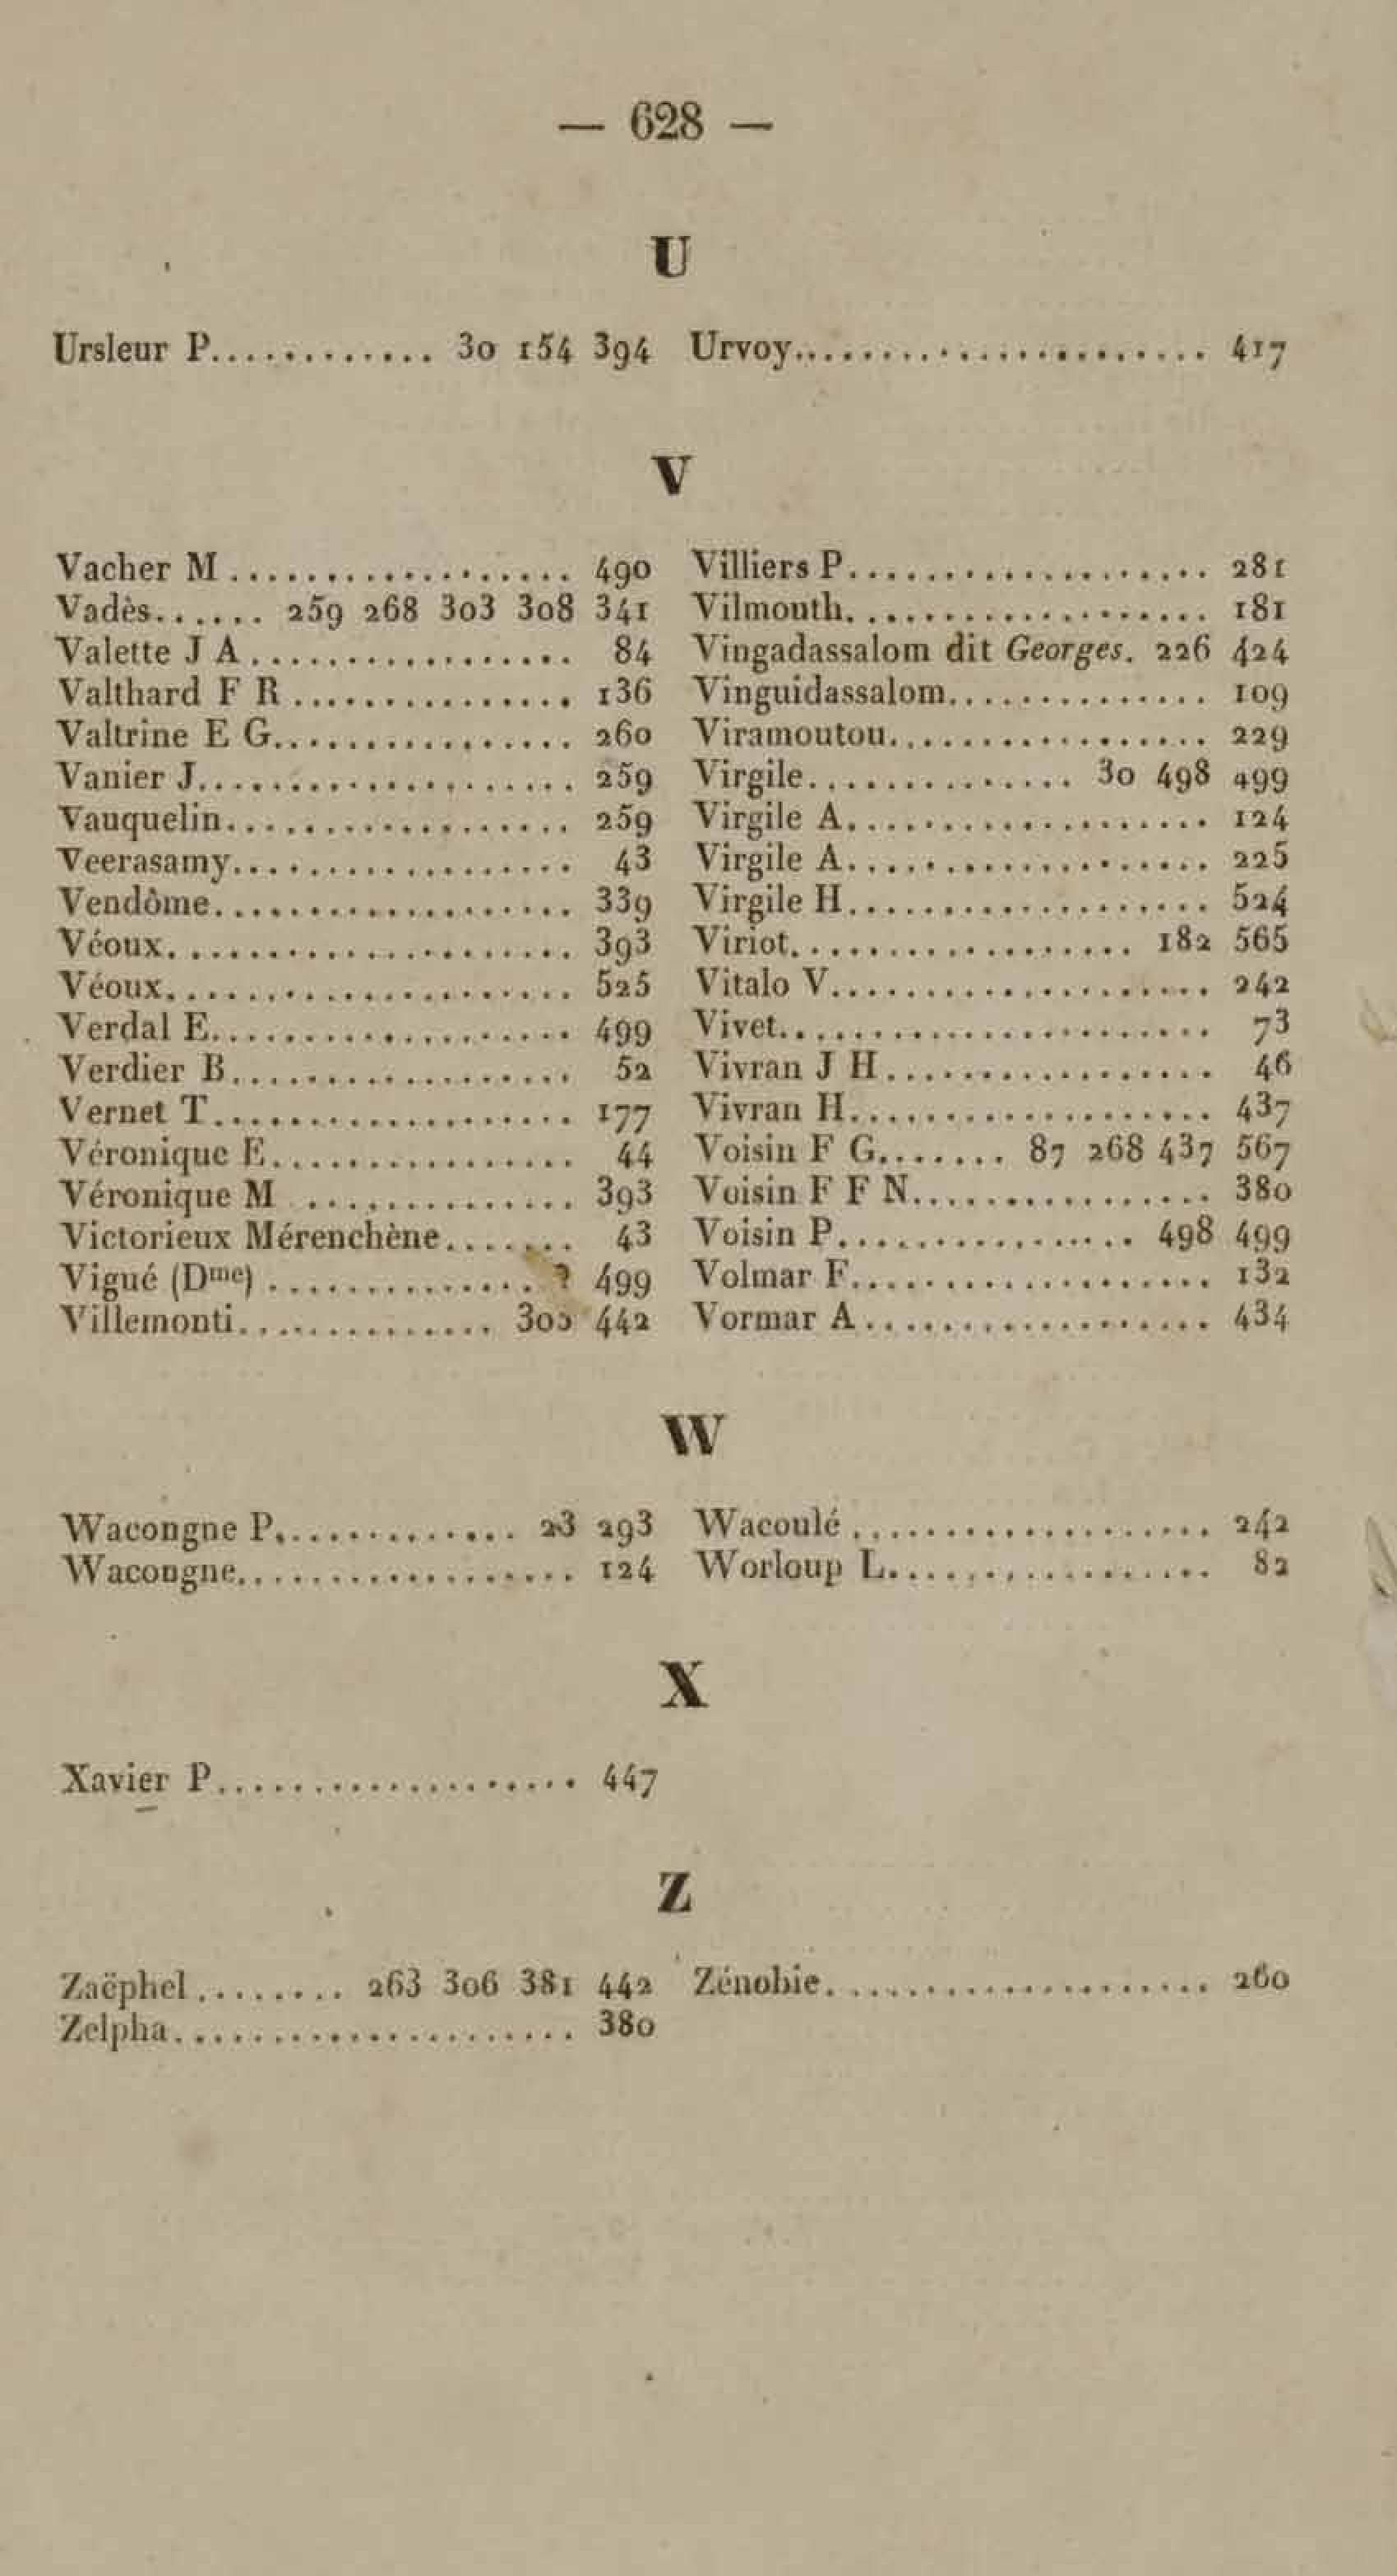 — 628 —
U
Ursleur P............. 30 154 394
Urvoy........................ 417
V
Vacher M .................. 490
Vadès...... 259 268 303 308 341
Valette J A................. 84
Valthard F R ............... 136
Valtrine E G................ 260
Vanier J.................... 259
Vauquelin.................. 259
Veerasamy.................. 43
Vendôme................... 339
Véoux...................... 393
Véoux...................... 525
Verdal E................... 499
Verdier B.................. 52
Vernet T................... 177
Véronique E................ 44
Véronique M ............... 393
Victorieux Mérenchène....... 43
Vigué (Dme) ............... 499
Villemonti.............. 442
Villiers P................... 281
Vilmouth................... 181
Vingadassalom dit Georges. 226 424
Vinguidassalom.............. 109
Viramoutou................. 229
Virgile.............. 30 498 499
Virgile A................... 124
Virgile A................... 225
Virgile H................... 524
Viriot.................. 182 565
Vitalo V.................... 242
Vivet....................... 73
Vivran J H................. 46
Vivran H................... 437
Voisin F G....... 87 268 437 567
Voisin F F N................ 380
Voisin P................ 498 499
Volmar F................... 132
Vormar A.................. 434
W
Wacongne P............. 23 293
Wacongne.................. 124
Wacoulé ................... 242
Worloup L................. 82
X
Xavier P................... 447
Z
Zaëphel........ 263 306 381 442
Zelpha..................... 380
Zénobie.................... 260